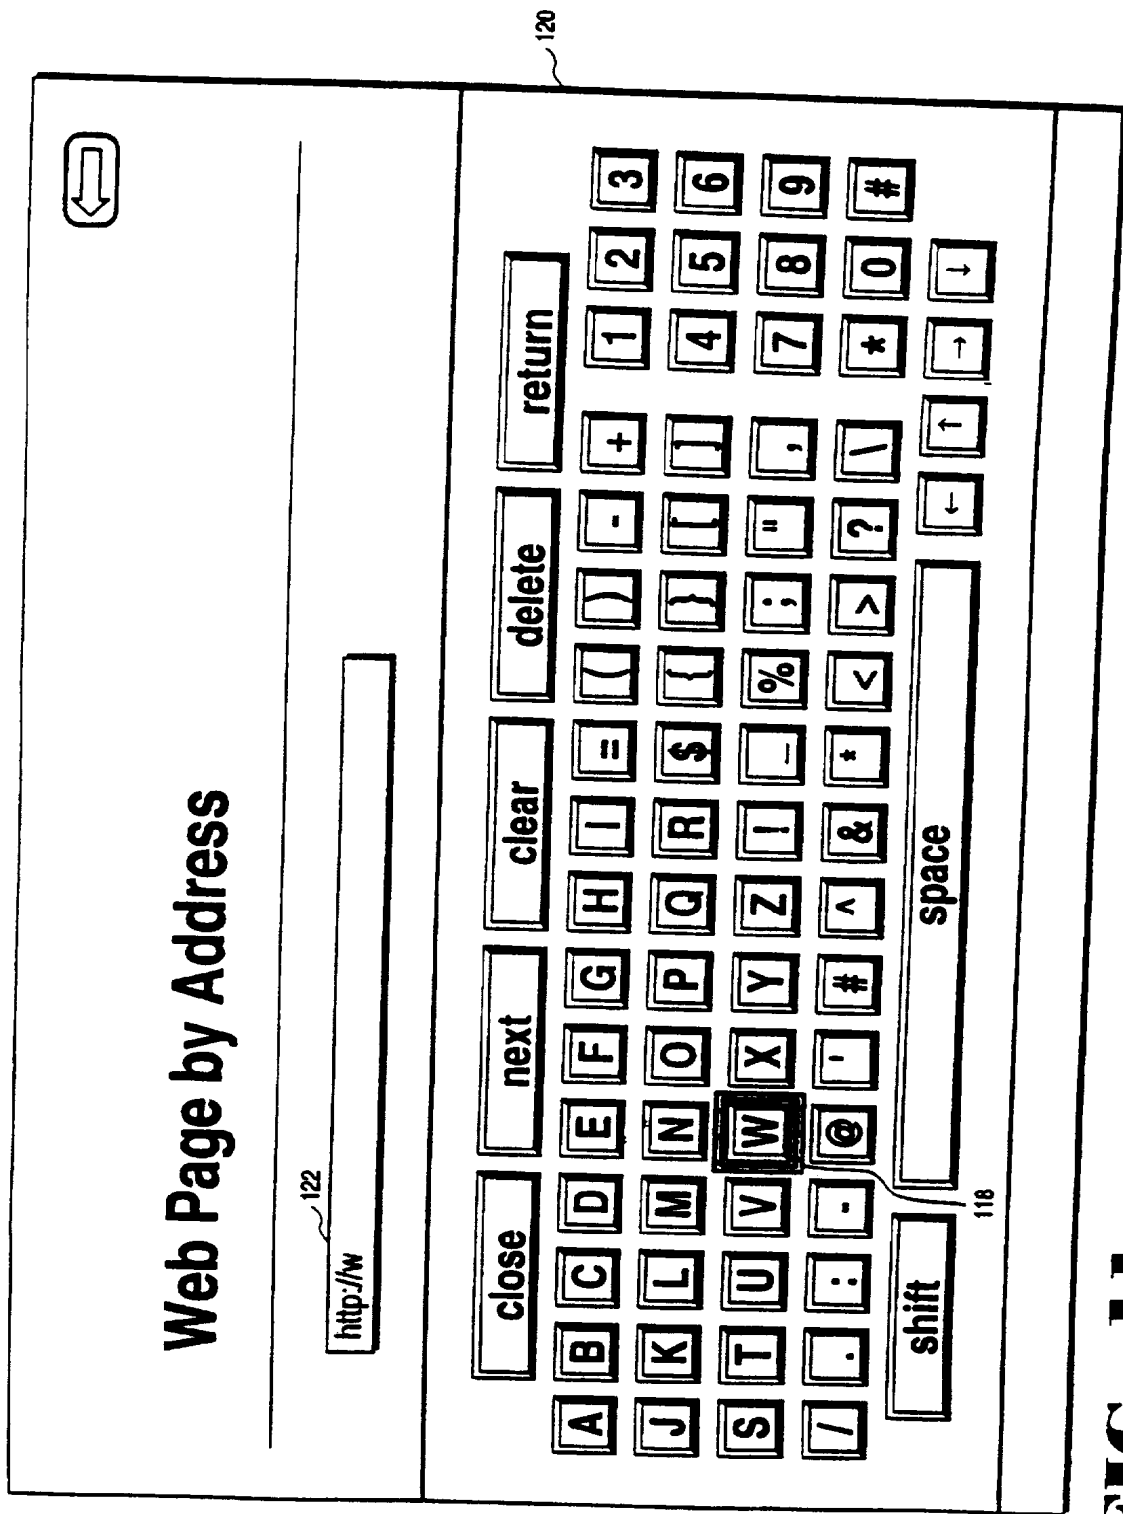 120
Web Page by Address
122
http://w
close next clear delete return
A B C D E F G H I = ( ) - + 1 2 3
J K L M N O P Q R $ { } [ ] 4 5 6
S T U V W X Y Z ! _ % ; " , 7 8 9
/ . : - @ ' # ^ & * < > ? \ * 0 #
shift space ← ↑ → ↓
118